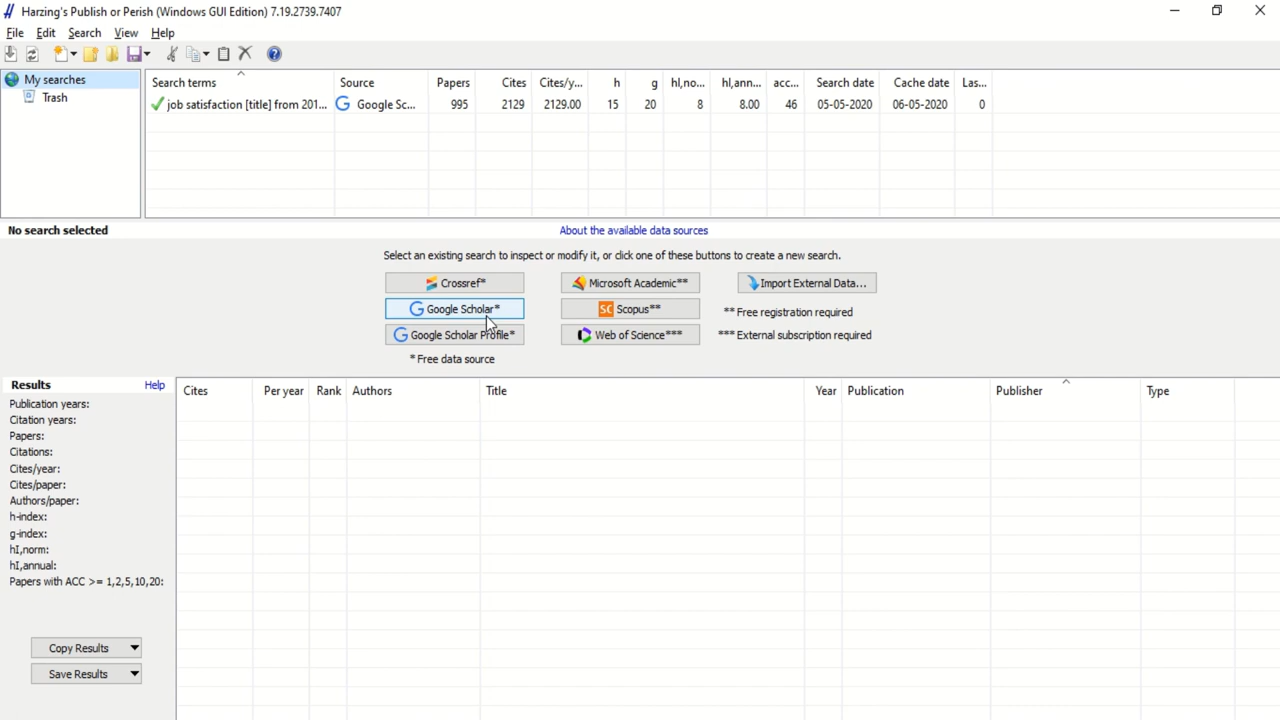 Harzing's Publish or Perish (Windows GUI Edition) 7.19.2739.7407
File Edit Search View Help
My searches
Trash
Search terms Source Papers Cites Cites/y... h g hI,no... hI,ann... acc... Search date Cache date Las...
job satisfaction [title] from 201... Google Sc... 995 2129 2129.00 15 20 8 8.00 46 05-05-2020 06-05-2020 0
No search selected About the available data sources
Select an existing search to inspect or modify it, or click one of these buttons to create a new search.
Crossref* Microsoft Academic** Import External Data...
Google Scholar* SC Scopus** ** Free registration required
Google Scholar Profile* Web of Science*** *** External subscription required
* Free data source
Results Help
Cites Per year Rank Authors Title Year Publication Publisher Type
Publication years:
Citation years:
Papers:
Citations:
Cites/year:
Cites/paper:
Authors/paper:
h-index:
g-index:
hI,norm:
hI,annual:
Papers with ACC >= 1,2,5,10,20:
Copy Results
Save Results